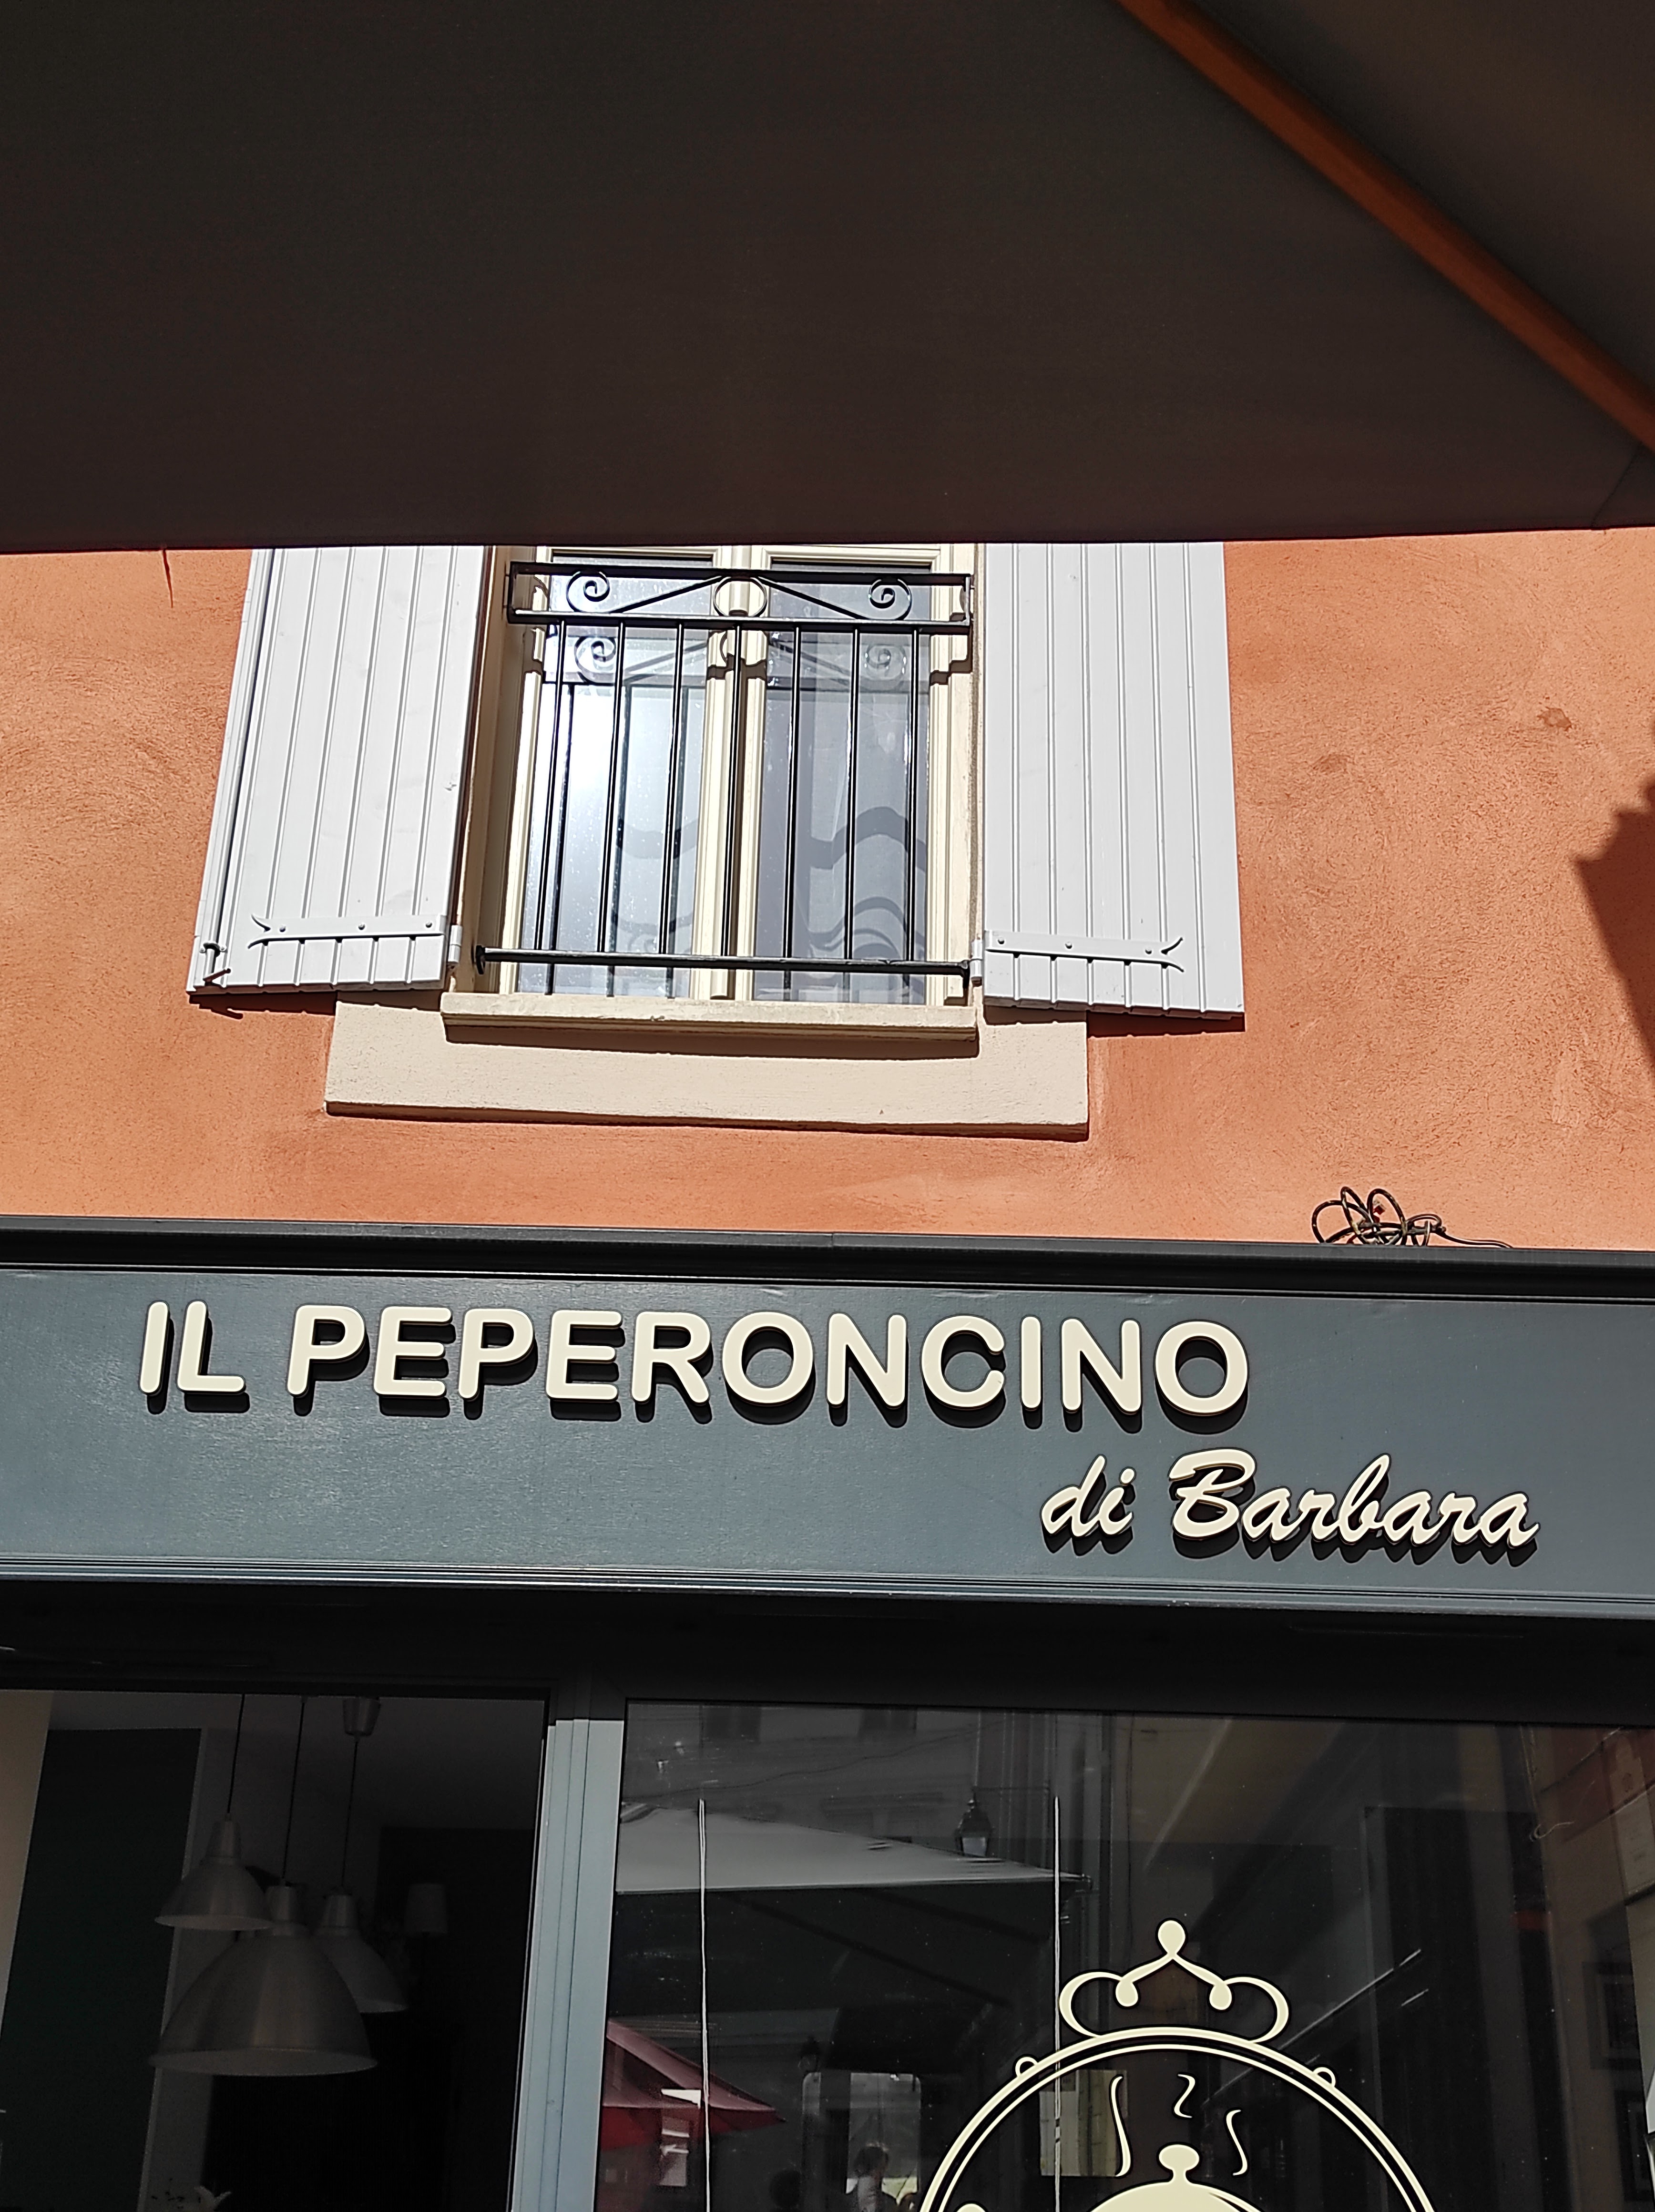 IL PEPERONCINO
di Barbara